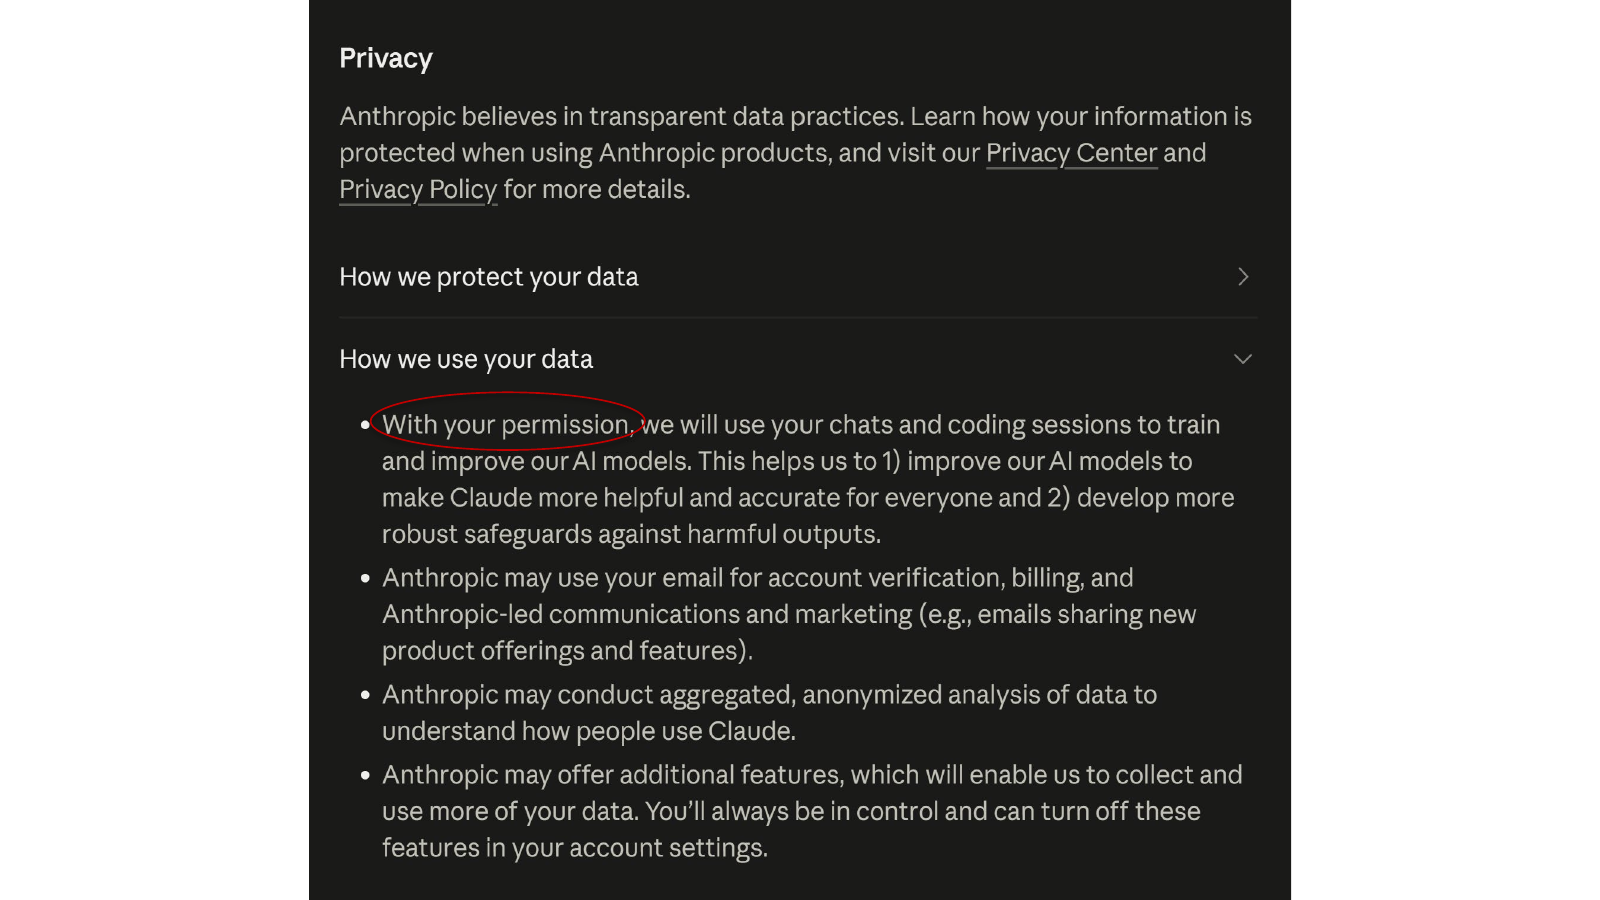 Privacy
Anthropic believes in transparent data practices. Learn how your information is
protected when using Anthropic products, and visit our Privacy Center and
Privacy Policy for more details.
How we protect your data
How we use your data
With your permission, we will use your chats and coding sessions to train
and improve our AI models. This helps us to 1) improve our AI models to
make Claude more helpful and accurate for everyone and 2) develop more
robust safeguards against harmful outputs.
Anthropic may use your email for account verification, billing, and
Anthropic-led communications and marketing (e.g., emails sharing new
product offerings and features).
Anthropic may conduct aggregated, anonymized analysis of data to
understand how people use Claude.
Anthropic may offer additional features, which will enable us to collect and
use more of your data. You’ll always be in control and can turn off these
features in your account settings.